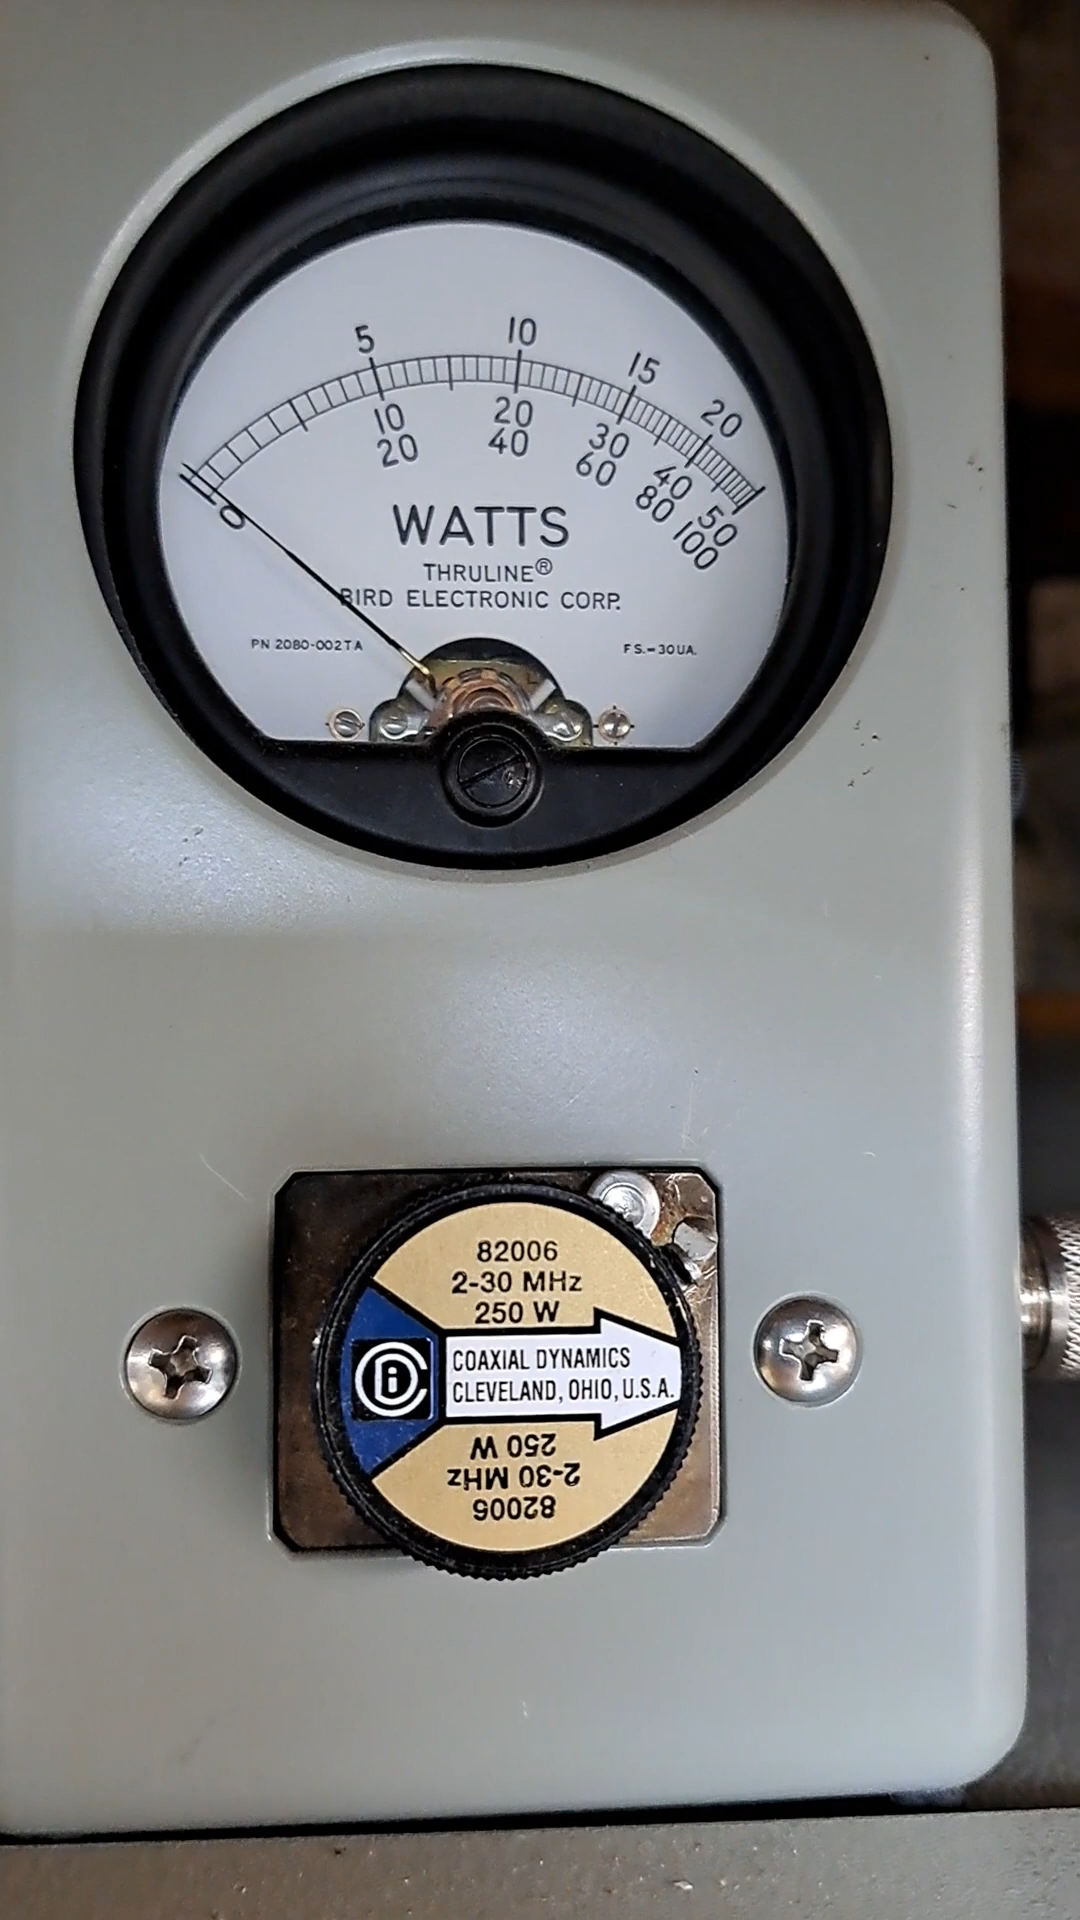 5 10 15 20
10 20 30 40 50
0 20 40 60 80 100
WATTS
THRULINE®
BIRD ELECTRONIC CORP.
PN 2080-002TA
F S.=30UA.
82006
2-30 MHz
250 W
CDi
COAXIAL DYNAMICS
CLEVELAND, OHIO, U.S.A.
250 W
2-30 MHz
82006